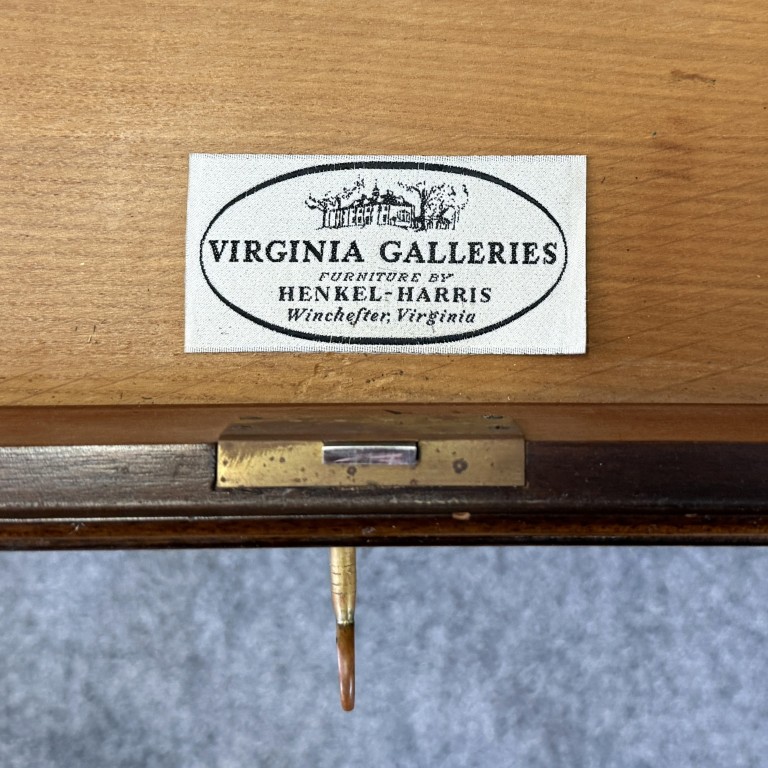 VIRGINIA GALLERIES
FURNITURE BY
HENKEL-HARRIS
Wincheſter, Virginia